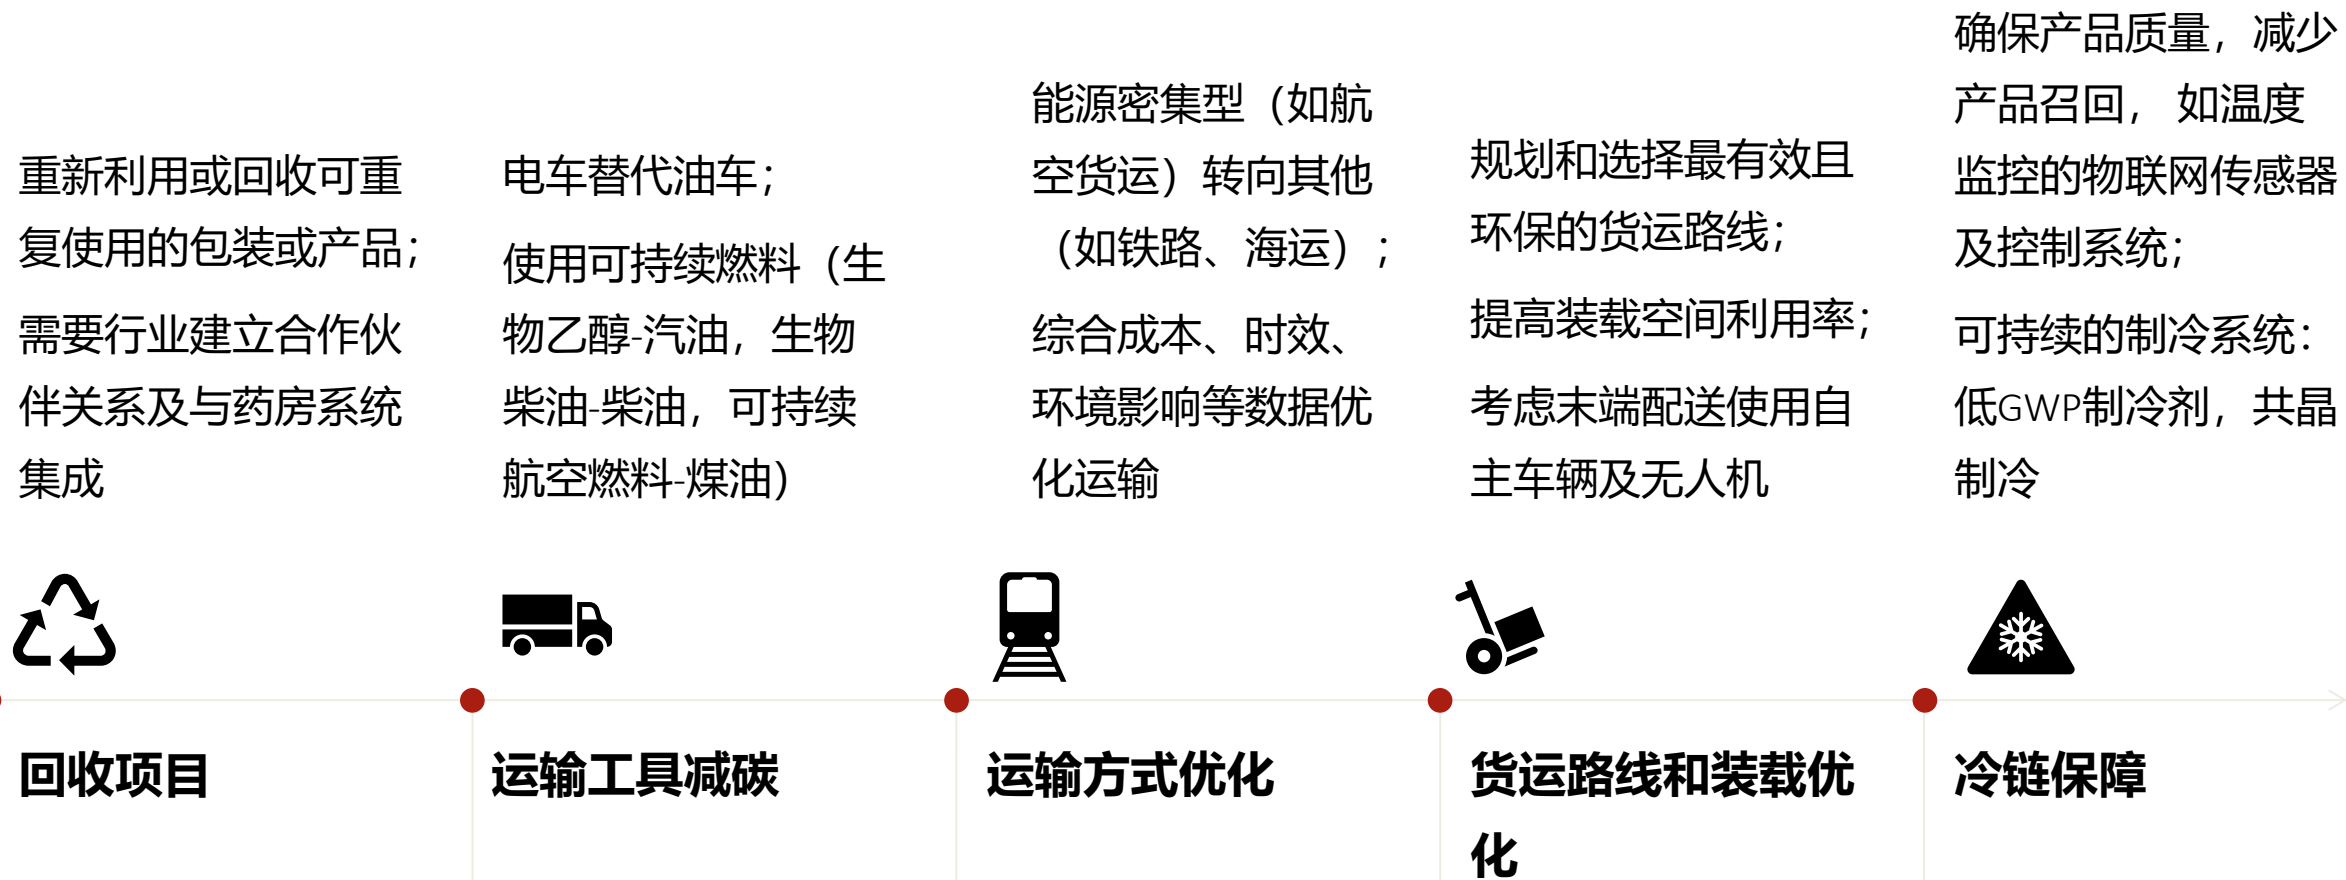 重新利用或回收可重
复使用的包装或产品；
需要行业建立合作伙
伴关系及与药房系统
集成
回收项目
电车替代油车；
使用可持续燃料（生
物乙醇-汽油，生物
柴油-柴油，可持续
航空燃料-煤油）
运输工具减碳
能源密集型（如航
空货运）转向其他
（如铁路、海运）；
综合成本、时效、
环境影响等数据优
化运输
运输方式优化
规划和选择最有效且
环保的货运路线；
提高装载空间利用率；
考虑末端配送使用自
主车辆及无人机
货运路线和装载优
化
确保产品质量，减少
产品召回， 如温度
监控的物联网传感器
及控制系统；
可持续的制冷系统：
低GWP制冷剂，共晶
制冷
冷链保障